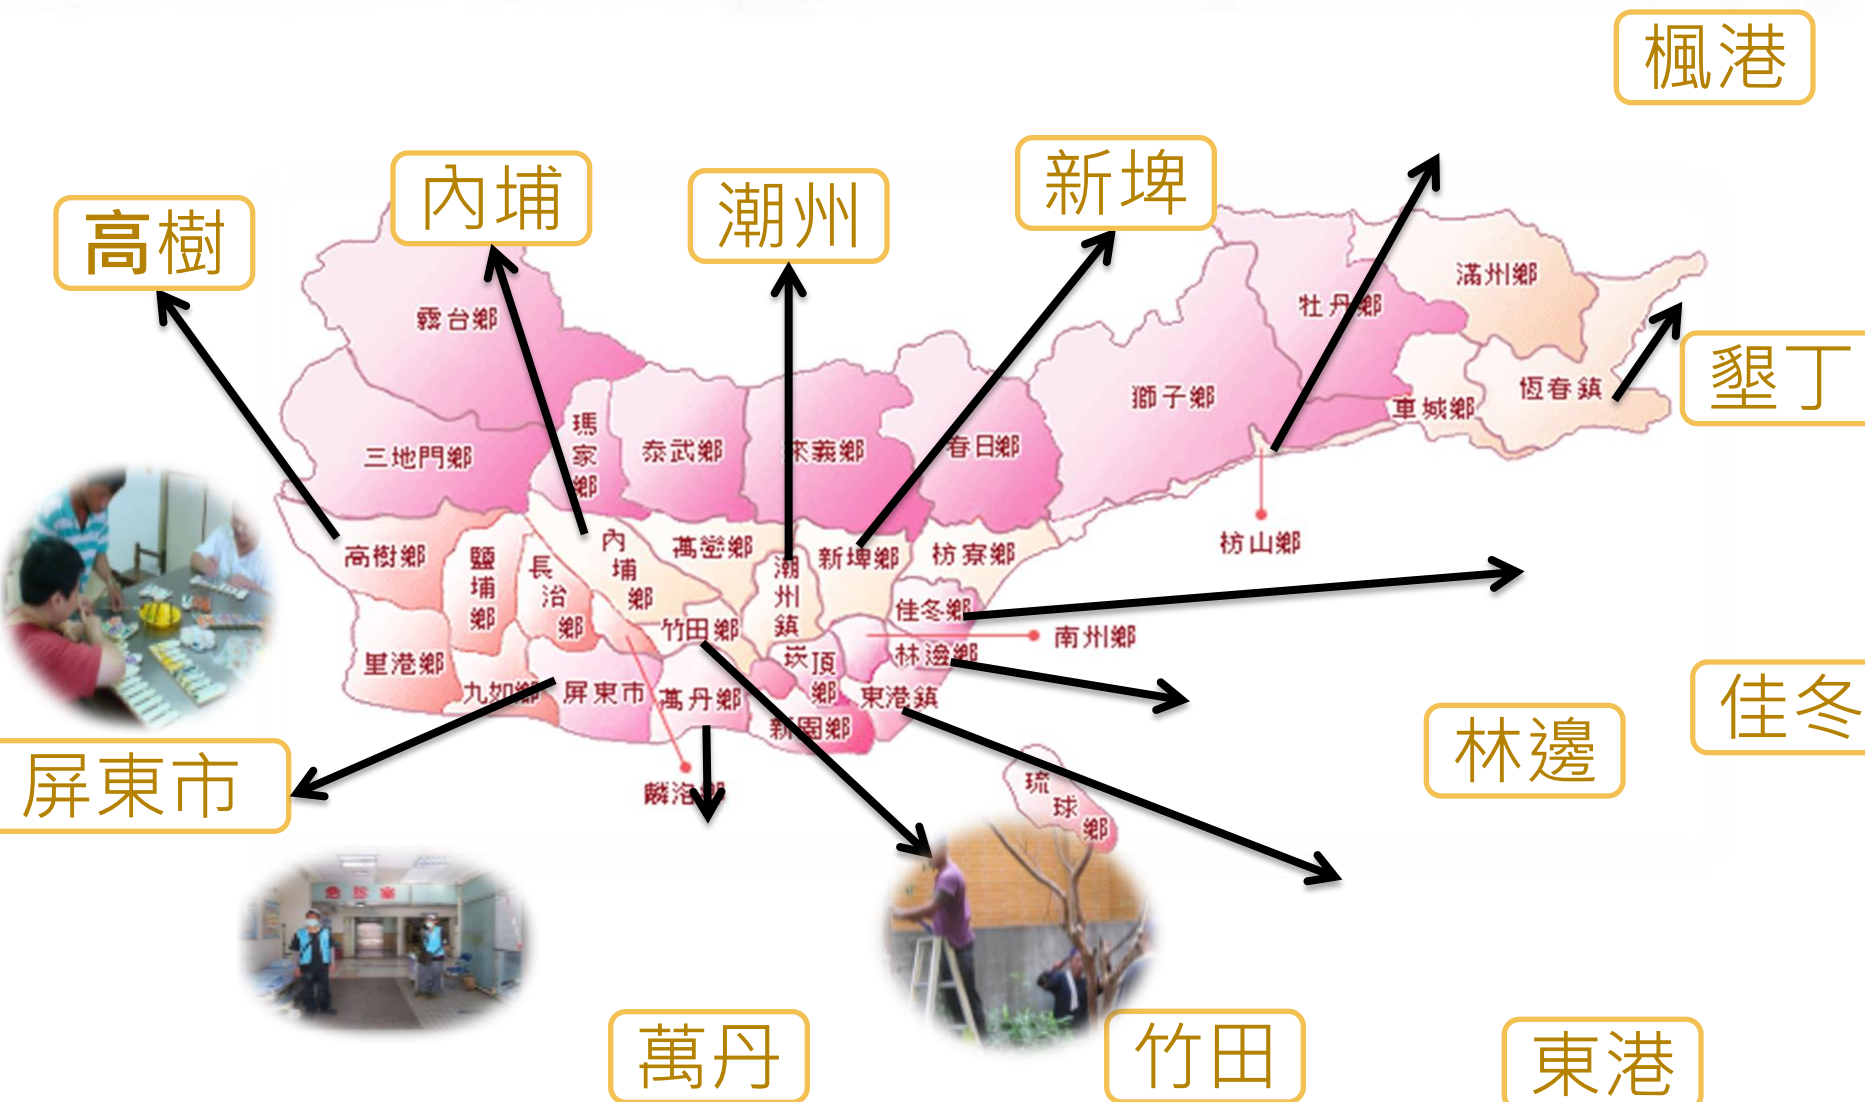 楓港
內埔
潮州
新埤
高樹
墾丁
霧台鄉
牡丹鄉
滿州鄉
三地門鄉
瑪家鄉
泰武鄉
來義鄉
春日鄉
獅子鄉
車城鄉
恆春鎮
高樹鄉
鹽埔鄉
長治鄉
內埔鄉
萬巒鄉
潮州鎮
新埤鄉
枋寮鄉
枋山鄉
佳冬鄉
竹田鄉
南州鄉
里港鄉
九如鄉
屏東市
萬丹鄉
崁頂鄉
林邊鄉
東港鎮
新園鄉
麟洛鄉
琉球鄉
屏東市
林邊
佳冬
急診室
萬丹
竹田
東港